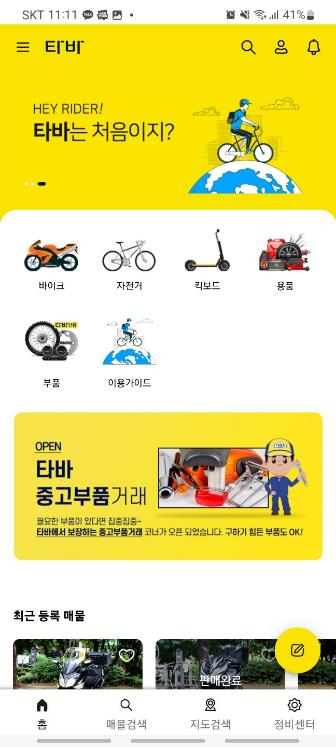 SKT 11:11
41%
타바
HEY RIDER!
타바는 처음이지?
바이크
자전거
킥보드
용품
부품
이용가이드
OPEN
타바
중고부품거래
필요한 부품이 있다면 집중집중~
타바에서 보장하는 중고부품거래 코너가 오픈 되었습니다. 구하기 힘든 부품도 OK!
최근 등록 매물
판매완료
홈
매물검색
지도검색
정비센터